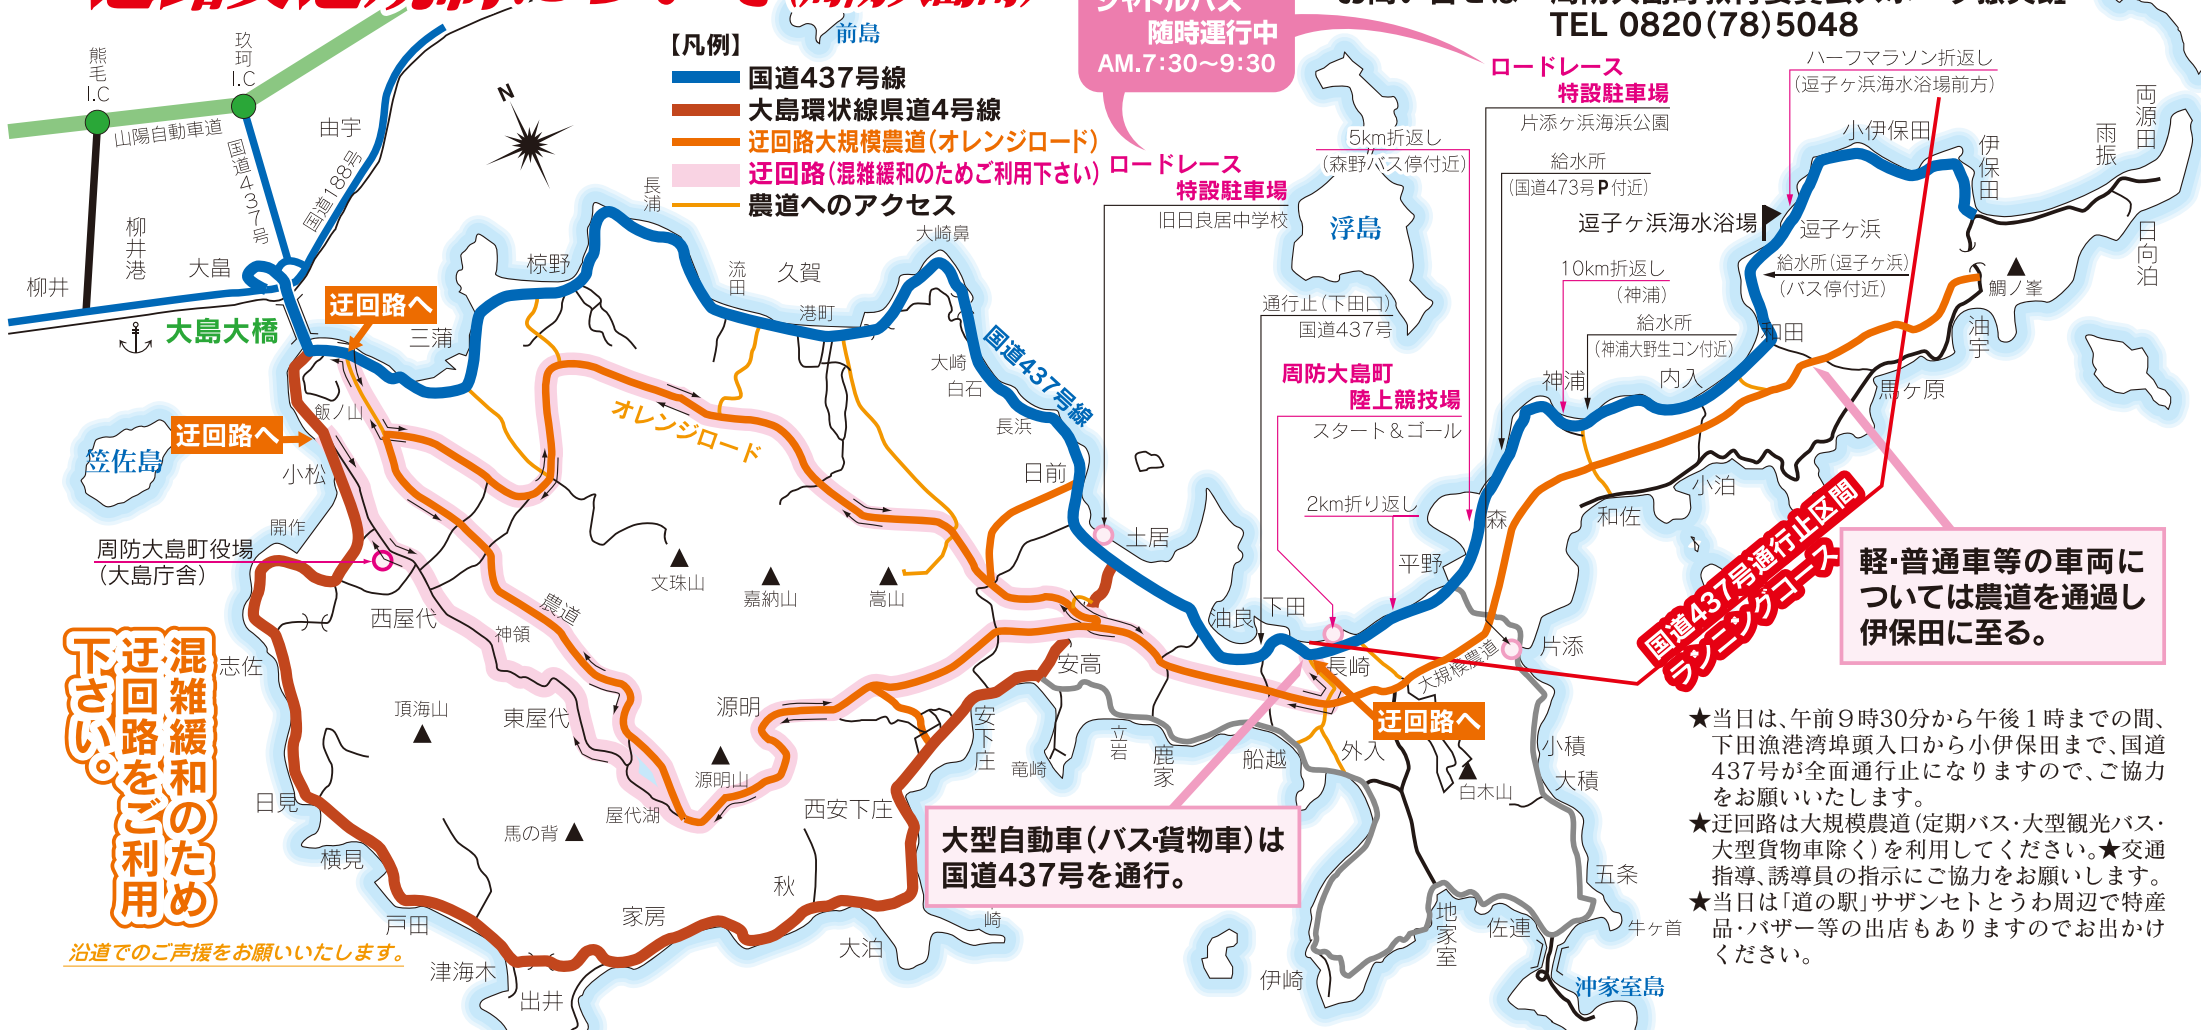 前島
シャトルバス
随時運行中
AM.7:30〜9:30
TEL 0820(78)5048
【凡例】
国道437号線
大島環状線県道4号線
迂回路大規模農道(オレンジロード)
迂回路(混雑緩和のためご利用下さい)
農道へのアクセス
N
熊毛
I.C
玖珂
I.C
山陽自動車道
国道437号
国道188号
由宇
柳井港
柳井
大畠
大島大橋
迂回路へ
三蒲
椋野
長浦
流田
久賀
港町
大崎鼻
大崎
白石
長浜
国道437号線
日前
オレンジロード
飯ノ山
迂回路へ
笠佐島
小松
開作
周防大島町役場
(大島庁舎)
西屋代
神領
農道
東屋代
文珠山
嘉納山
嵩山
頂海山
源明
源明山
屋代湖
馬の背
志佐
日見
横見
戸田
津海木
出井
家房
秋
大泊
西安下庄
安下庄
崎
竜崎
立岩
鹿家
船越
安高
土居
油良
下田
長崎
迂回路へ
外入
白木山
大規模農道
片添
小積
大積
五条
牛ヶ首
佐連
地家室
伊崎
沖家室島
ロードレース
特設駐車場
旧日良居中学校
ロードレース
特設駐車場
片添ヶ浜海浜公園
5km折返し
(森野バス停付近)
浮島
給水所
(国道473号P付近)
通行止(下田口)
国道437号
周防大島町
陸上競技場
スタート&ゴール
2km折り返し
平野
森
10km折返し
(神浦)
給水所
(神浦大野生コン付近)
神浦
内入
和田
ハーフマラソン折返し
(逗子ヶ浜海水浴場前方)
小伊保田
伊保田
雨振
両源田
日向泊
逗子ヶ浜海水浴場
逗子ヶ浜
給水所(逗子ヶ浜)
(バス停付近)
鯛ノ峯
油宇
馬ヶ原
小泊
和佐
国道437号通行止区間
ランニングコース
軽・普通車等の車両に
ついては農道を通過し
伊保田に至る。
大型自動車(バス・貨物車)は
国道437号を通行。
混雑緩和のため
迂回路をご利用
下さい。
沿道でのご声援をお願いいたします。
★当日は、午前9時30分から午後1時までの間、
下田漁港湾埠頭入口から小伊保田まで、国道
437号が全面通行止になりますので、ご協力
をお願いいたします。
★迂回路は大規模農道(定期バス・大型観光バス・
大型貨物車除く)を利用してください。★交通
指導、誘導員の指示にご協力をお願いします。
★当日は「道の駅」サザンセトとうわ周辺で特産
品・バザー等の出店もありますのでお出かけ
ください。